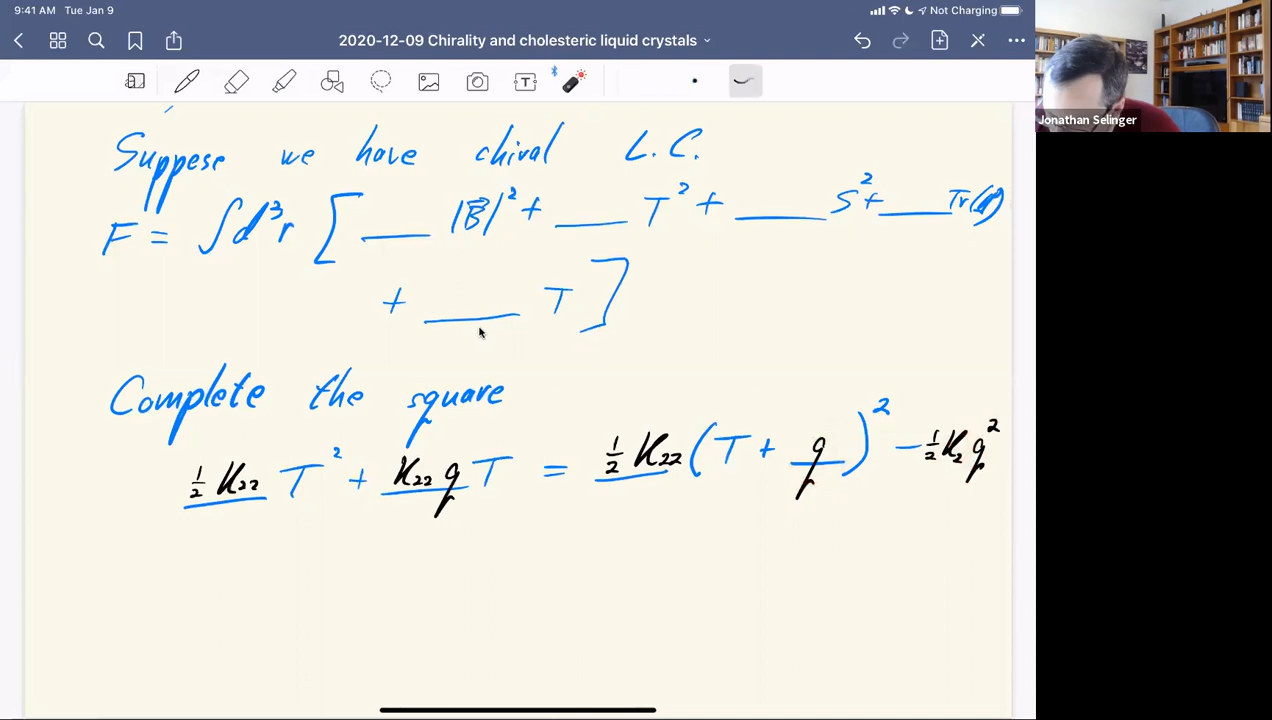 9:41 AM Tue Jan 9
Not Charging
2020-12-09 Chirality and cholesteric liquid crystals
Jonathan Selinger
Suppose we have chiral L.C.
F = ∫d³r [ ___ |B⃗|² + ___ T² + ___ S² + ___ Tr( )
+ ___ T ]
Complete the square
½ K₂₂ T² + K₂₂ q T = ½ K₂₂ (T + q)² − ½ K₂ q²